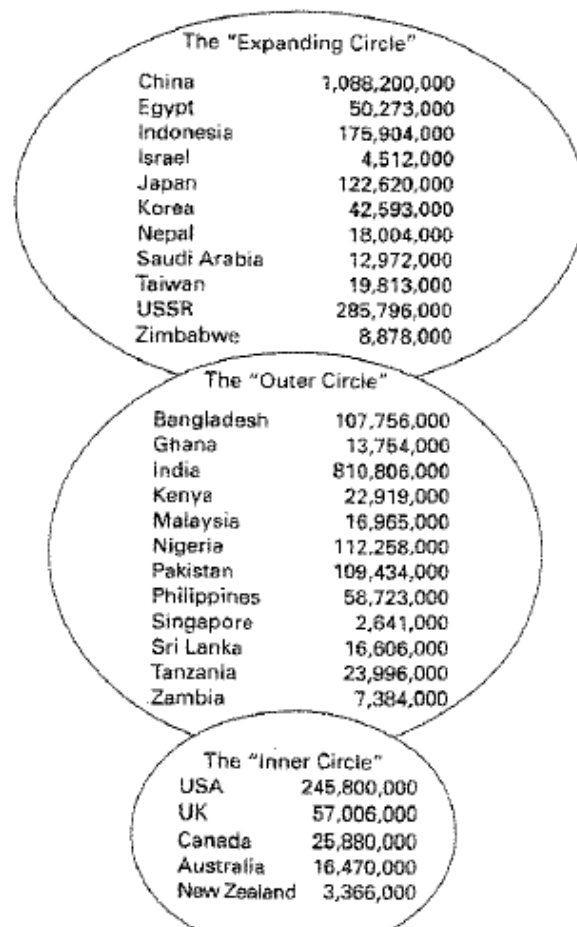 The "Expanding Circle"
China 1,088,200,000
Egypt 50,273,000
Indonesia 175,904,000
Israel 4,512,000
Japan 122,620,000
Korea 42,593,000
Nepal 18,004,000
Saudi Arabia 12,972,000
Taiwan 19,813,000
USSR 285,796,000
Zimbabwe 8,878,000
The "Outer Circle"
Bangladesh 107,756,000
Ghana 13,754,000
India 810,806,000
Kenya 22,919,000
Malaysia 16,965,000
Nigeria 112,258,000
Pakistan 109,434,000
Philippines 58,723,000
Singapore 2,641,000
Sri Lanka 16,606,000
Tanzania 23,996,000
Zambia 7,384,000
The "Inner Circle"
USA 245,800,000
UK 57,006,000
Canada 25,880,000
Australia 16,470,000
New Zealand 3,366,000